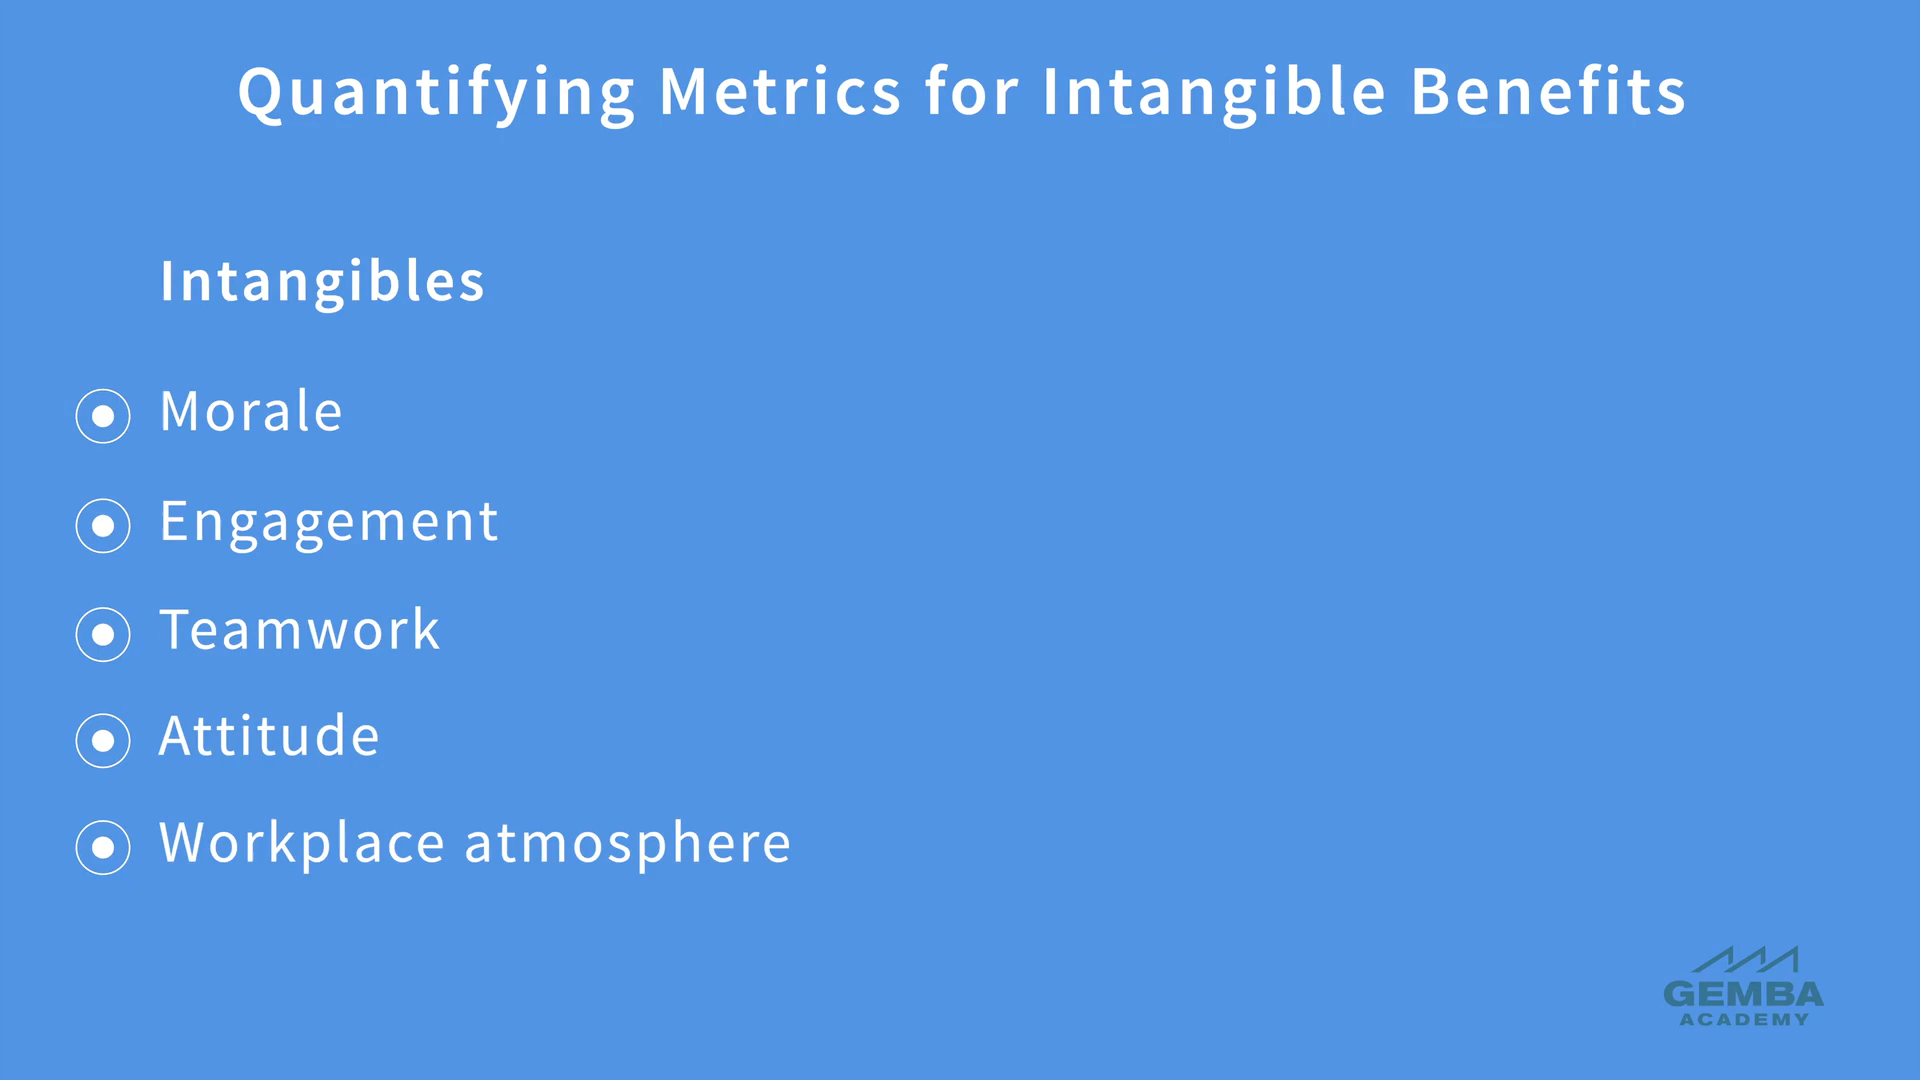 Quantifying Metrics for Intangible Benefits
Intangibles
Morale
Engagement
Teamwork
Attitude
Workplace atmosphere
GEMBA
ACADEMY